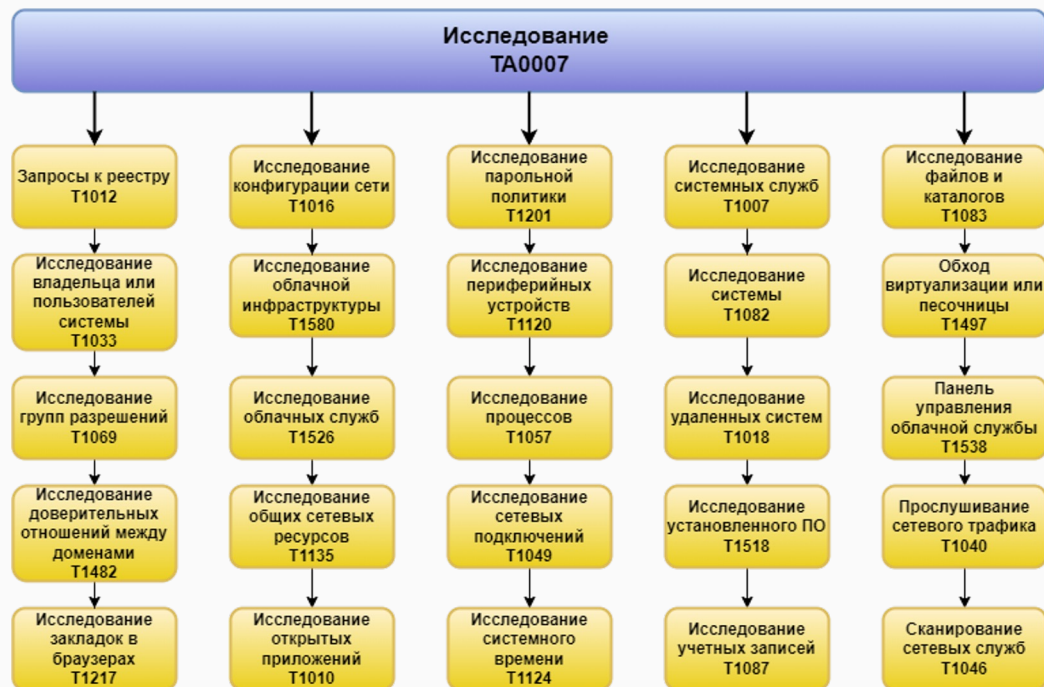 Исследование
TA0007
Запросы к реестру
T1012
Исследование
владельца или
пользователей
системы
T1033
Исследование
групп разрешений
T1069
Исследование
доверительных
отношений между
доменами
T1482
Исследование
закладок в
браузерах
T1217
Исследование
конфигурации сети
T1016
Исследование
облачной
инфраструктуры
T1580
Исследование
облачных служб
T1526
Исследование
общих сетевых
ресурсов
T1135
Исследование
открытых
приложений
T1010
Исследование
парольной
политики
T1201
Исследование
периферийных
устройств
T1120
Исследование
процессов
T1057
Исследование
сетевых
подключений
T1049
Исследование
системного
времени
T1124
Исследование
системных служб
T1007
Исследование
системы
T1082
Исследование
удаленных систем
T1018
Исследование
установленного ПО
T1518
Исследование
учетных записей
T1087
Исследование
файлов и
каталогов
T1083
Обход
виртуализации или
песочницы
T1497
Панель
управления
облачной службы
T1538
Прослушивание
сетевого трафика
T1040
Сканирование
сетевых служб
T1046